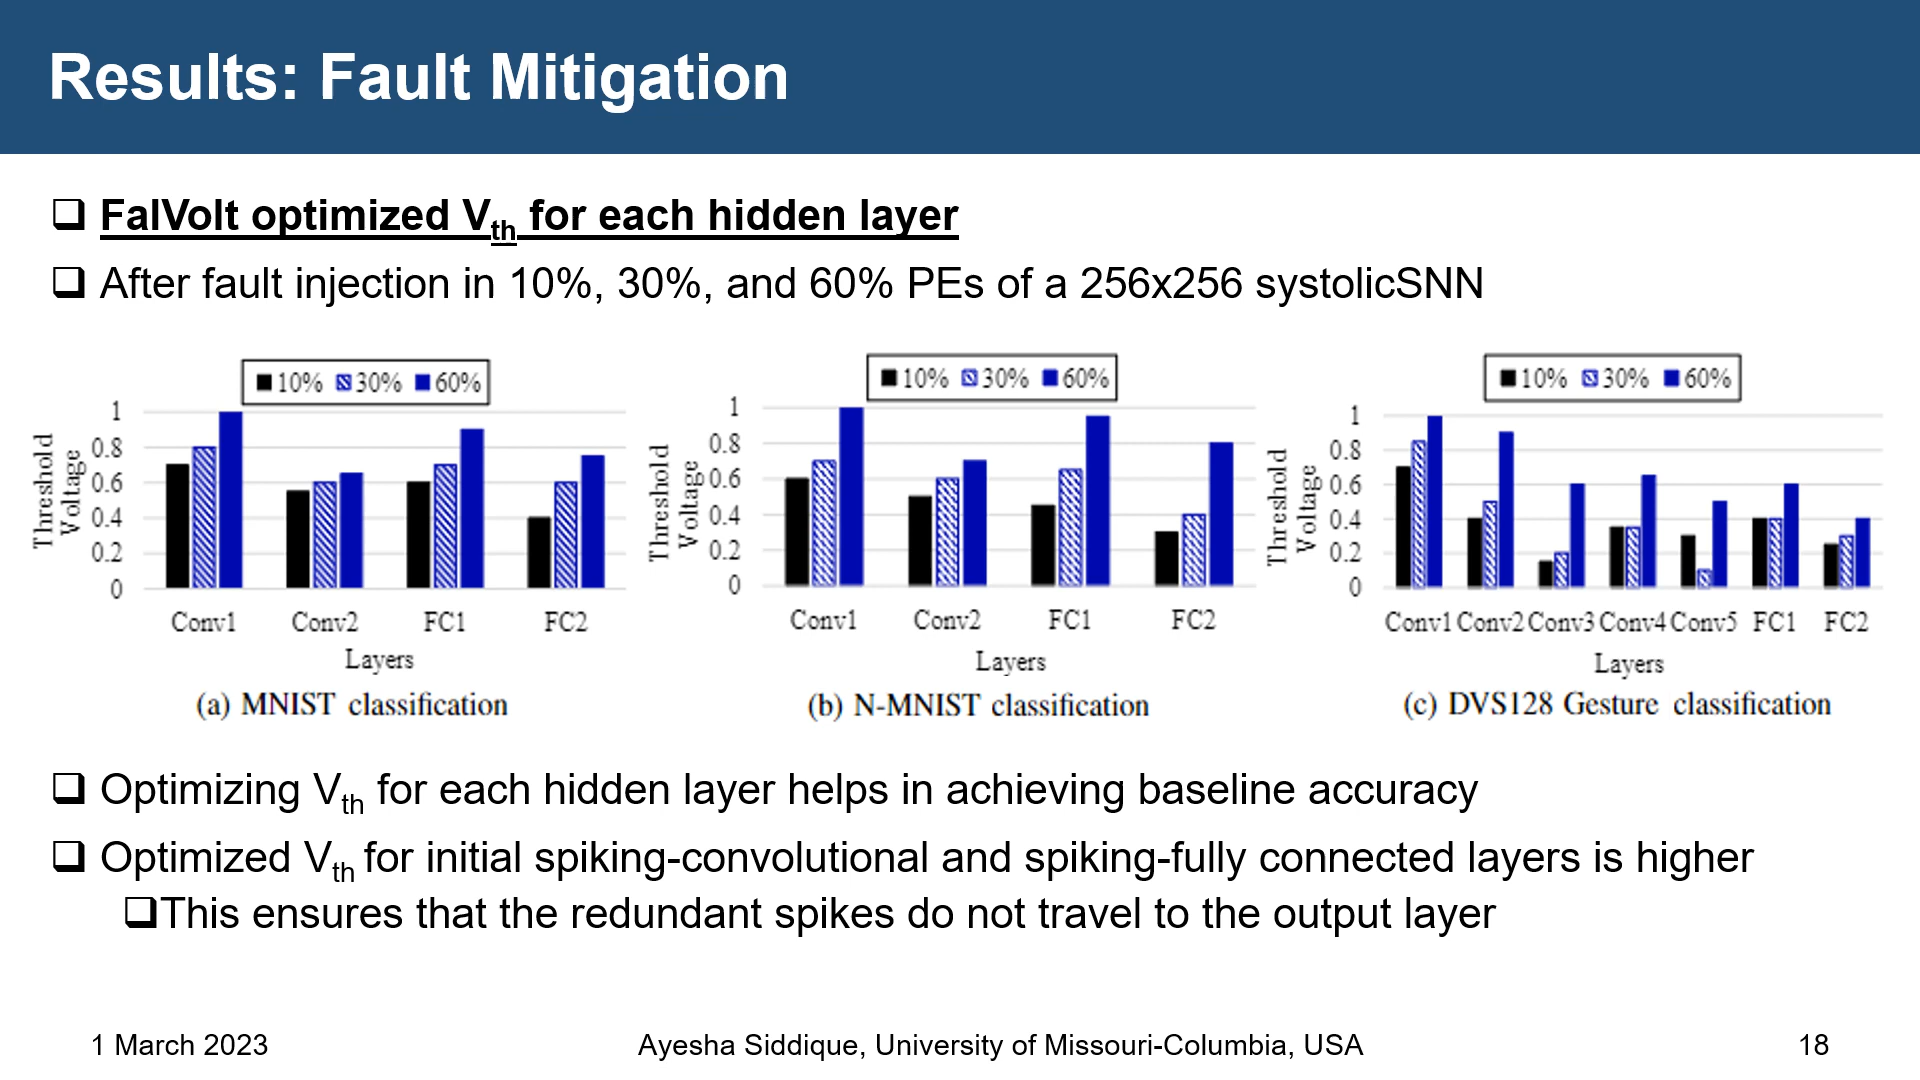 Results: Fault Mitigation
❑ FalVolt optimized Vth for each hidden layer
❑ After fault injection in 10%, 30%, and 60% PEs of a 256x256 systolicSNN
10% 30% 60%
1
0.8
0.6
0.4
0.2
0
Threshold
Voltage
Conv1 Conv2 FC1 FC2
Layers
(a) MNIST classification
10% 30% 60%
1
0.8
0.6
0.4
0.2
0
Threshold
Voltage
Conv1 Conv2 FC1 FC2
Layers
(b) N-MNIST classification
10% 30% 60%
1
0.8
0.6
0.4
0.2
0
Threshold
Voltage
Conv1 Conv2 Conv3 Conv4 Conv5 FC1 FC2
Layers
(c) DVS128 Gesture classification
❑ Optimizing Vth for each hidden layer helps in achieving baseline accuracy
❑ Optimized Vth for initial spiking-convolutional and spiking-fully connected layers is higher
❑This ensures that the redundant spikes do not travel to the output layer
1 March 2023
Ayesha Siddique, University of Missouri-Columbia, USA
18